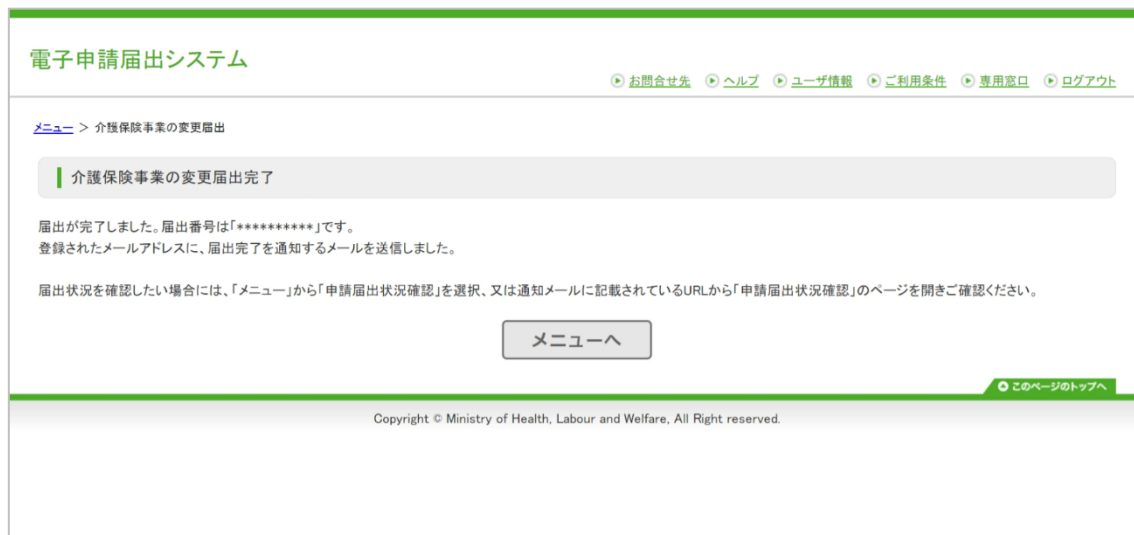 電子申請届出システム
お問合せ先 ヘルプ ユーザ情報 ご利用条件 専用窓口 ログアウト
メニュー > 介護保険事業の変更届出
介護保険事業の変更届出完了
届出が完了しました。届出番号は「**********」です。
登録されたメールアドレスに、届出完了を通知するメールを送信しました。
届出状況を確認したい場合には、「メニュー」から「申請届出状況確認」を選択、又は通知メールに記載されているURLから「申請届出状況確認」のページを開きご確認ください。
メニューへ
このページのトップへ
Copyright © Ministry of Health, Labour and Welfare, All Right reserved.